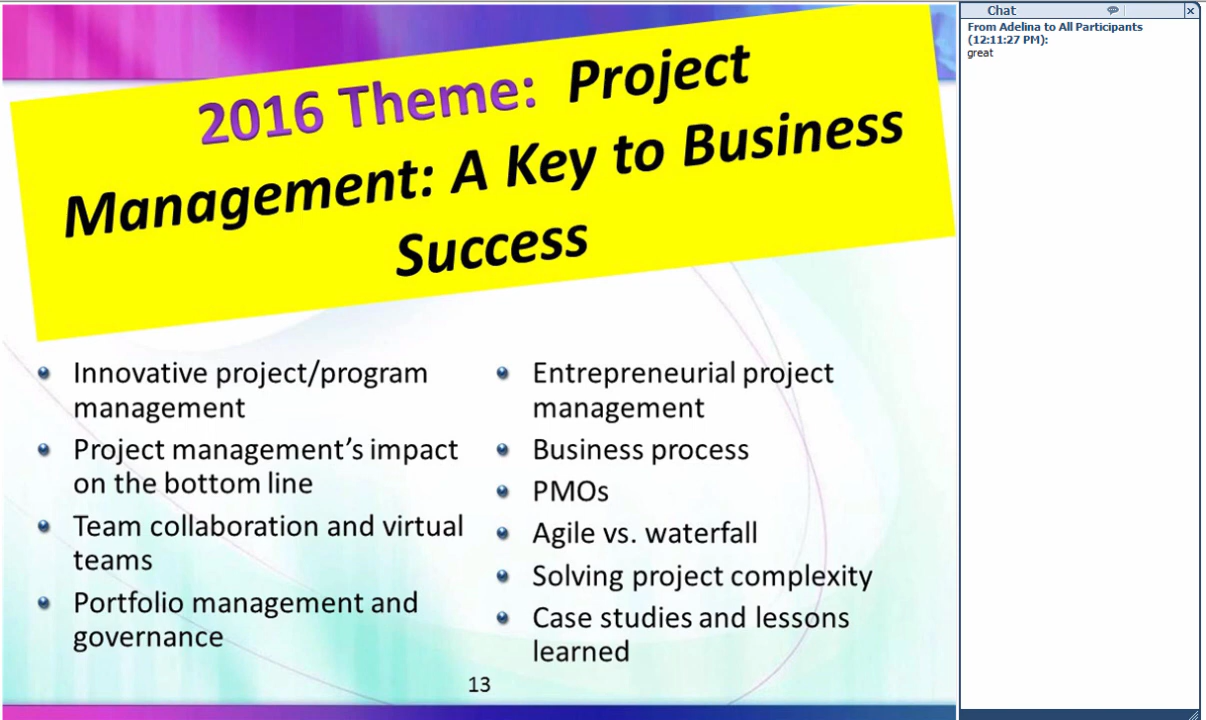 2016 Theme: Project
Management: A Key to Business
Success
Innovative project/program
management
Project management's impact
on the bottom line
Team collaboration and virtual
teams
Portfolio management and
governance
Entrepreneurial project
management
Business process
PMOs
Agile vs. waterfall
Solving project complexity
Case studies and lessons
learned
13
Chat
From Adelina to All Participants
(12:11:27 PM):
great